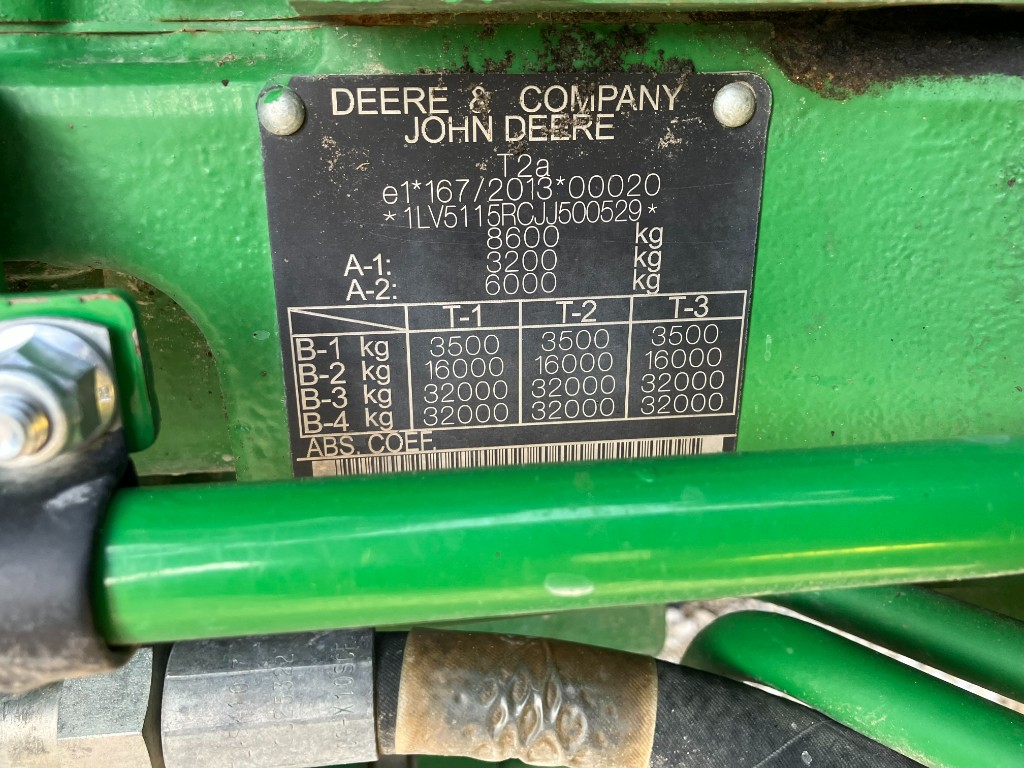 DEERE & COMPANY
JOHN DEERE
T2a
e1*167/2013*00020
*1LV5115RCJJ500529*
8600 kg
A-1: 3200 kg
A-2: 6000 kg
T-1 T-2 T-3
B-1 kg 3500 3500 3500
B-2 kg 16000 16000 16000
B-3 kg 32000 32000 32000
B-4 kg 32000 32000 32000
ABS. COEF.